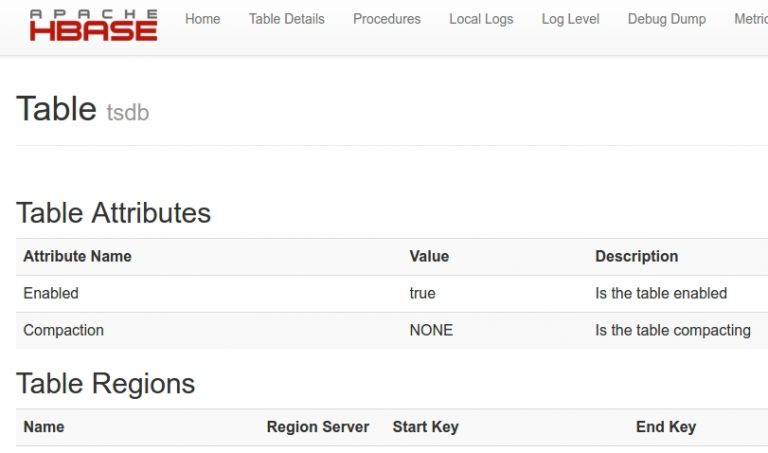 APACHE
HBASE
Home Table Details Procedures Local Logs Log Level Debug Dump
Table tsdb
Table Attributes
Attribute Name Value Description
Enabled true Is the table enabled
Compaction NONE Is the table compacting
Table Regions
Name Region Server Start Key End Key